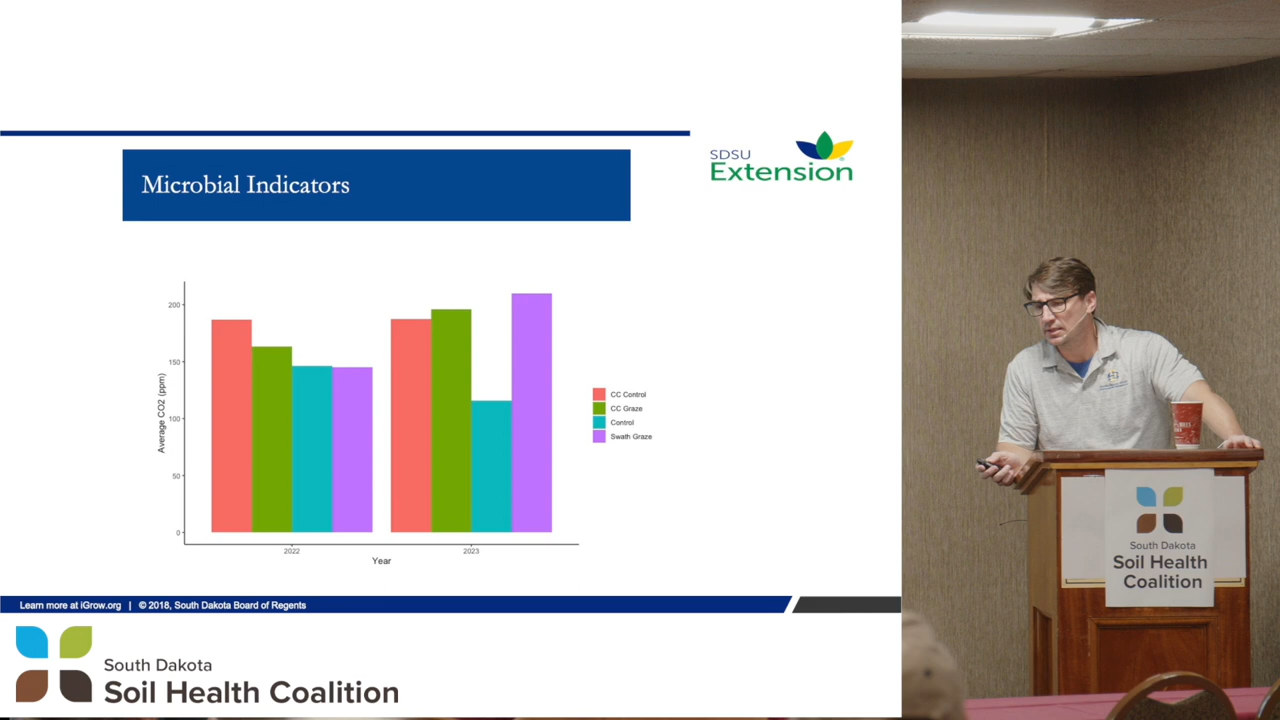 Microbial Indicators
SDSU
Extension
Average CO2 (ppm)
200
150
100
50
0
2022
2023
Year
CC Control
CC Graze
Control
Swath Graze
Learn more at iGrow.org | © 2018, South Dakota Board of Regents
South Dakota
Soil Health Coalition
South Dakota
Soil Health
Coalition